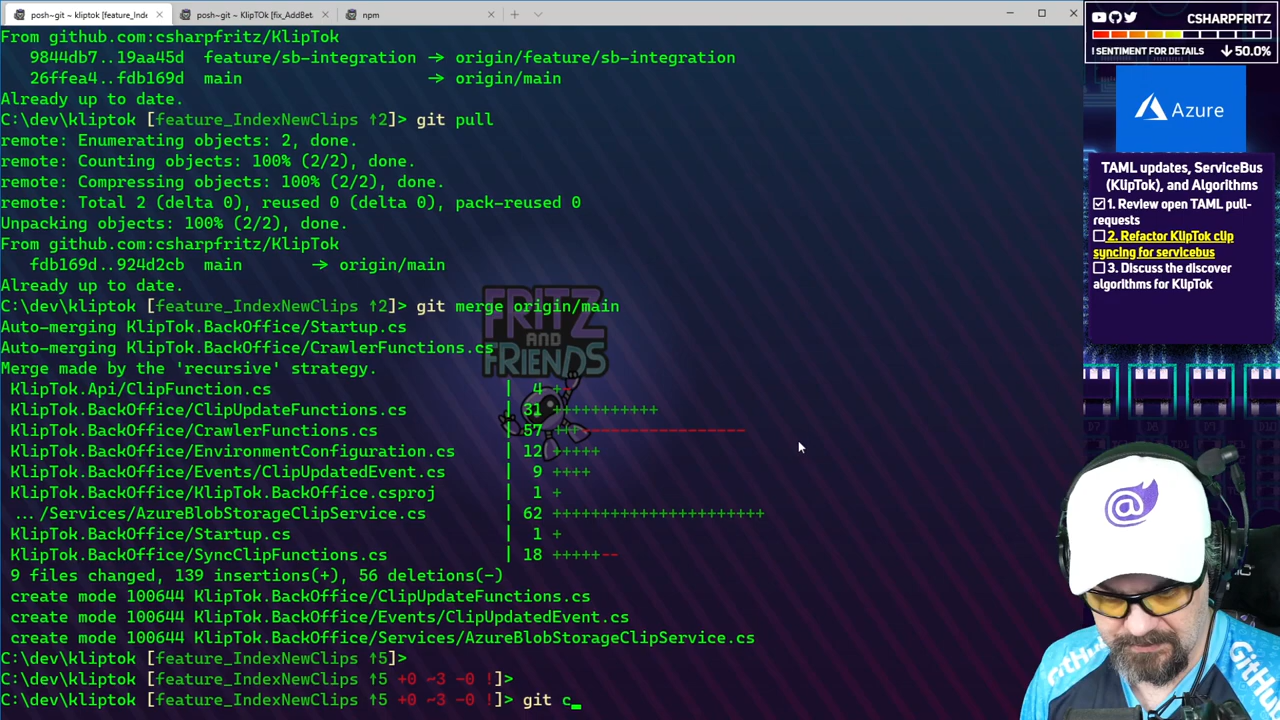 posh~git ~ kliptok [feature_Inde
posh~git ~ KlipTOk [fix_AddBet
npm
From github.com:csharpfritz/KlipTok
9844db7..19aa45d feature/sb-integration → origin/feature/sb-integration
26ffea4..fdb169d main → origin/main
Already up to date.
C:\dev\kliptok [feature_IndexNewClips ↑2]> git pull
remote: Enumerating objects: 2, done.
remote: Counting objects: 100% (2/2), done.
remote: Compressing objects: 100% (2/2), done.
remote: Total 2 (delta 0), reused 0 (delta 0), pack-reused 0
Unpacking objects: 100% (2/2), done.
From github.com:csharpfritz/KlipTok
fdb169d..924d2cb main → origin/main
Already up to date.
C:\dev\kliptok [feature_IndexNewClips ↑2]> git merge origin/main
Auto-merging KlipTok.BackOffice/Startup.cs
Auto-merging KlipTok.BackOffice/CrawlerFunctions.cs
Merge made by the 'recursive' strategy.
KlipTok.Api/ClipFunction.cs | 4 +-
KlipTok.BackOffice/ClipUpdateFunctions.cs | 31 +++++++++++
KlipTok.BackOffice/CrawlerFunctions.cs | 57 +++------------------
KlipTok.BackOffice/EnvironmentConfiguration.cs | 12 +++++
KlipTok.BackOffice/Events/ClipUpdatedEvent.cs | 9 ++++
KlipTok.BackOffice/KlipTok.BackOffice.csproj | 1 +
... /Services/AzureBlobStorageClipService.cs | 62 ++++++++++++++++++++++
KlipTok.BackOffice/Startup.cs | 1 +
KlipTok.BackOffice/SyncClipFunctions.cs | 18 +++++--
9 files changed, 139 insertions(+), 56 deletions(-)
create mode 100644 KlipTok.BackOffice/ClipUpdateFunctions.cs
create mode 100644 KlipTok.BackOffice/Events/ClipUpdatedEvent.cs
create mode 100644 KlipTok.BackOffice/Services/AzureBlobStorageClipService.cs
C:\dev\kliptok [feature_IndexNewClips ↑5]>
C:\dev\kliptok [feature_IndexNewClips ↑5 +0 ~3 -0 !]>
C:\dev\kliptok [feature_IndexNewClips ↑5 +0 ~3 -0 !]> git c
FRITZ
AND
FRIENDS
CSHARPFRITZ
! SENTIMENT FOR DETAILS ↓50.0%
Azure
TAML updates, ServiceBus
(KlipTok), and Algorithms
1. Review open TAML pull-
requests
2. Refactor KlipTok clip
syncing for servicebus
3. Discuss the discover
algorithms for KlipTok
@
GitHub